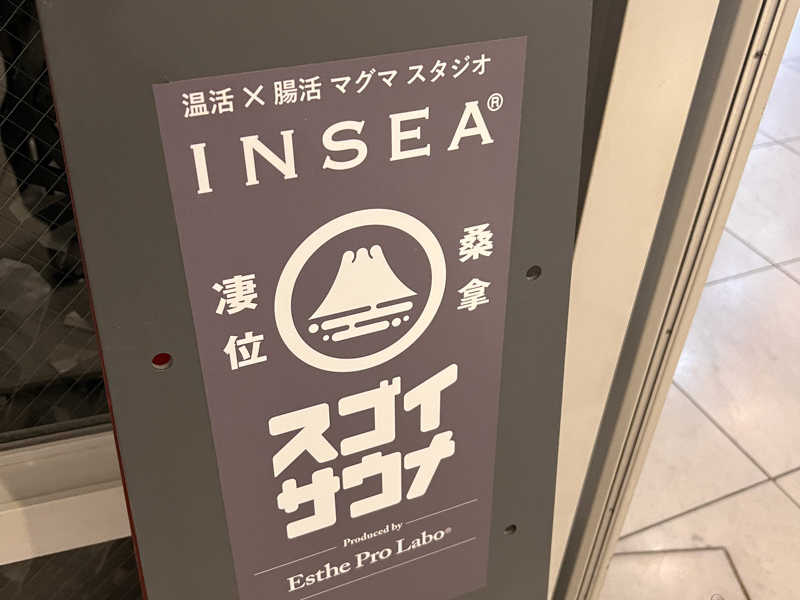 温活×腸活 マグマ スタジオ
INSEA®
凄位
桑拿
スゴイ
サウナ
Produced by
Esthe Pro Labo®